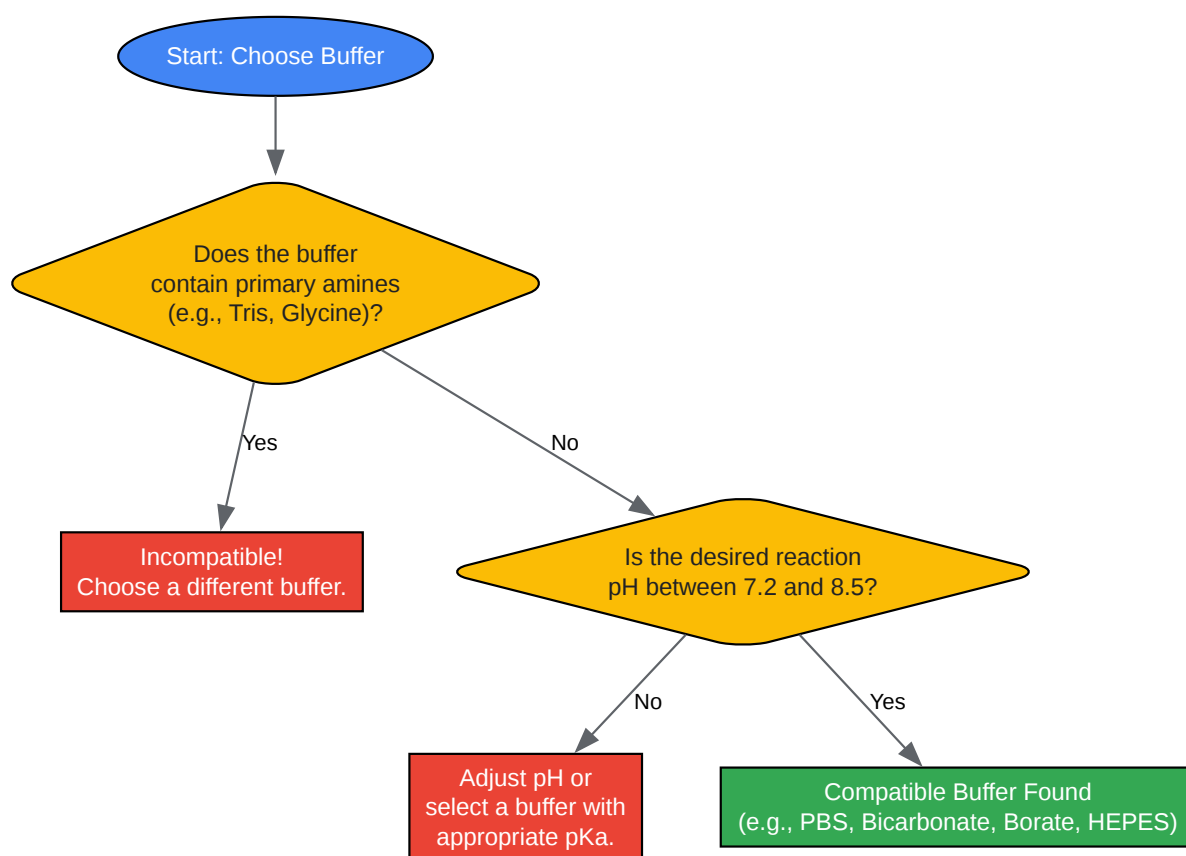 Start: Choose Buffer
Does the buffer
contain primary amines
(e.g., Tris, Glycine)?
Yes
No
Incompatible!
Choose a different buffer.
Is the desired reaction
pH between 7.2 and 8.5?
No
Yes
Adjust pH or
select a buffer with
appropriate pKa.
Compatible Buffer Found
(e.g., PBS, Bicarbonate, Borate, HEPES)